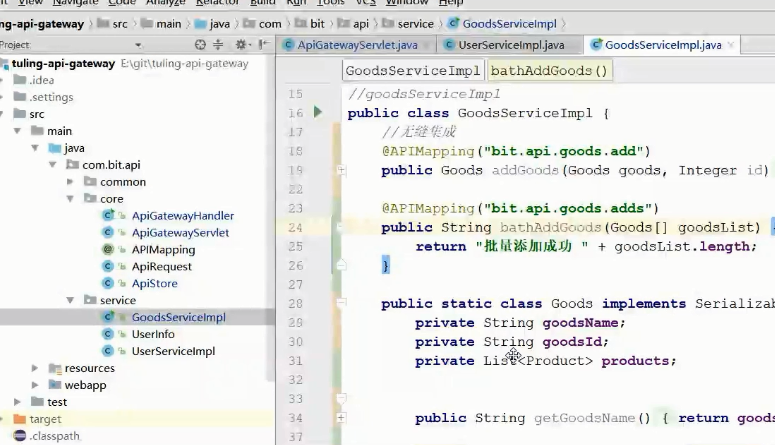 Navigate Code Analyze Refactor Build Run Tools VCS Window Help
ng-api-gateway src main java com bit api service GoodsServiceImpl
Project
ApiGatewayServlet.java UserServiceImpl.java GoodsServiceImpl.java
tuling-api-gateway E:\git\tuling-api-gateway
.idea
.settings
src
main
java
com.bit.api
common
core
ApiGatewayHandler
ApiGatewayServlet
APIMapping
ApiRequest
ApiStore
service
GoodsServiceImpl
UserInfo
UserServiceImpl
resources
webapp
test
target
.classpath
GoodsServiceImpl bathAddGoods()
15 //goodsServiceImpl
16 public class GoodsServiceImpl {
17 //无缝集成
18 @APIMapping("bit.api.goods.add")
19 public Goods addGoods(Goods goods, Integer id)
22
23 @APIMapping("bit.api.goods.adds")
24 public String bathAddGoods(Goods[] goodsList) {
25 return "批量添加成功 " + goodsList.length;
26 }
27
28 public static class Goods implements Serializab
29 private String goodsName;
30 private String goodsId;
31 private List<Product> products;
32
33
34 public String getGoodsName() { return goods
37